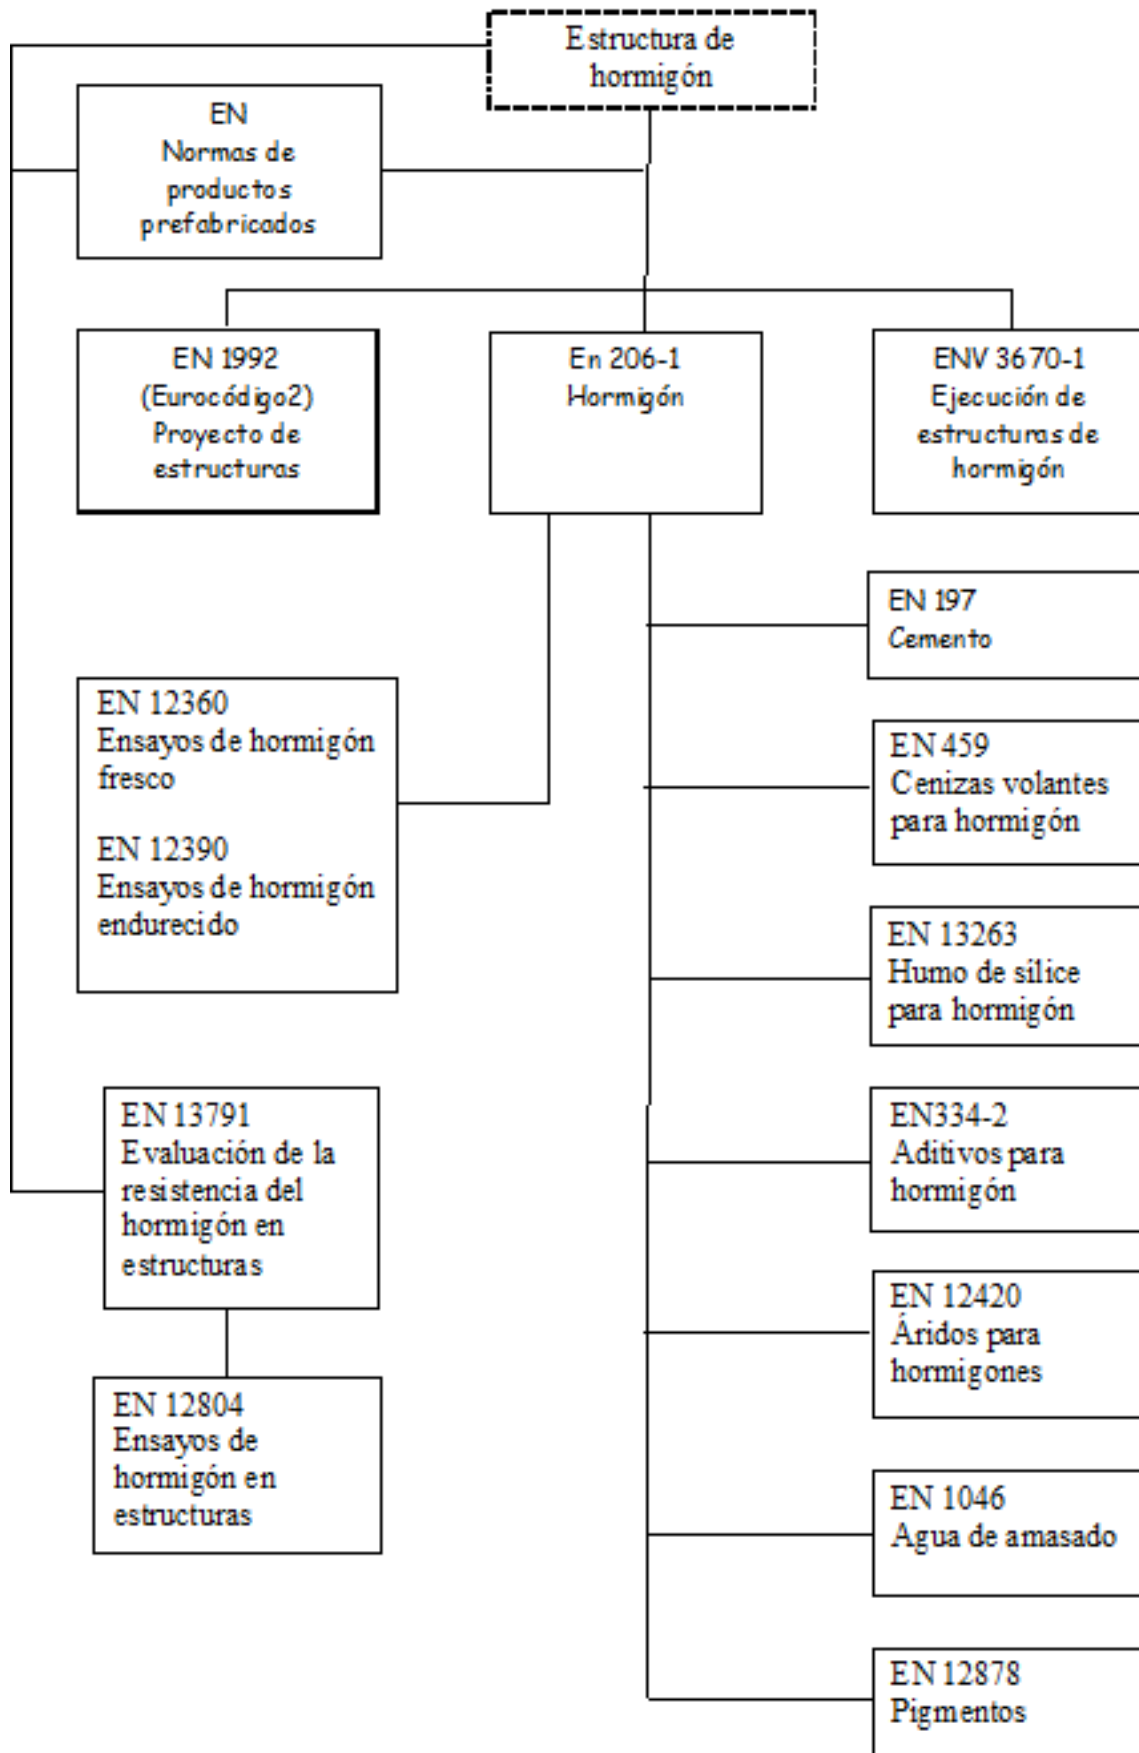 Estructura de
hormigón
EN
Normas de
productos
prefabricados
EN 1992
(Eurocódigo2)
Proyecto de
estructuras
En 206-1
Hormigón
ENV 3670-1
Ejecución de
estructuras de
hormigón
EN 197
Cemento
EN 12360
Ensayos de hormigón
fresco
EN 12390
Ensayos de hormigón
endurecido
EN 459
Cenizas volantes
para hormigón
EN 13263
Humo de sílice
para hormigón
EN 13791
Evaluación de la
resistencia del
hormigón en
estructuras
EN334-2
Aditivos para
hormigón
EN 12420
Áridos para
hormigones
EN 12804
Ensayos de
hormigón en
estructuras
EN 1046
Agua de amasado
EN 12878
Pigmentos